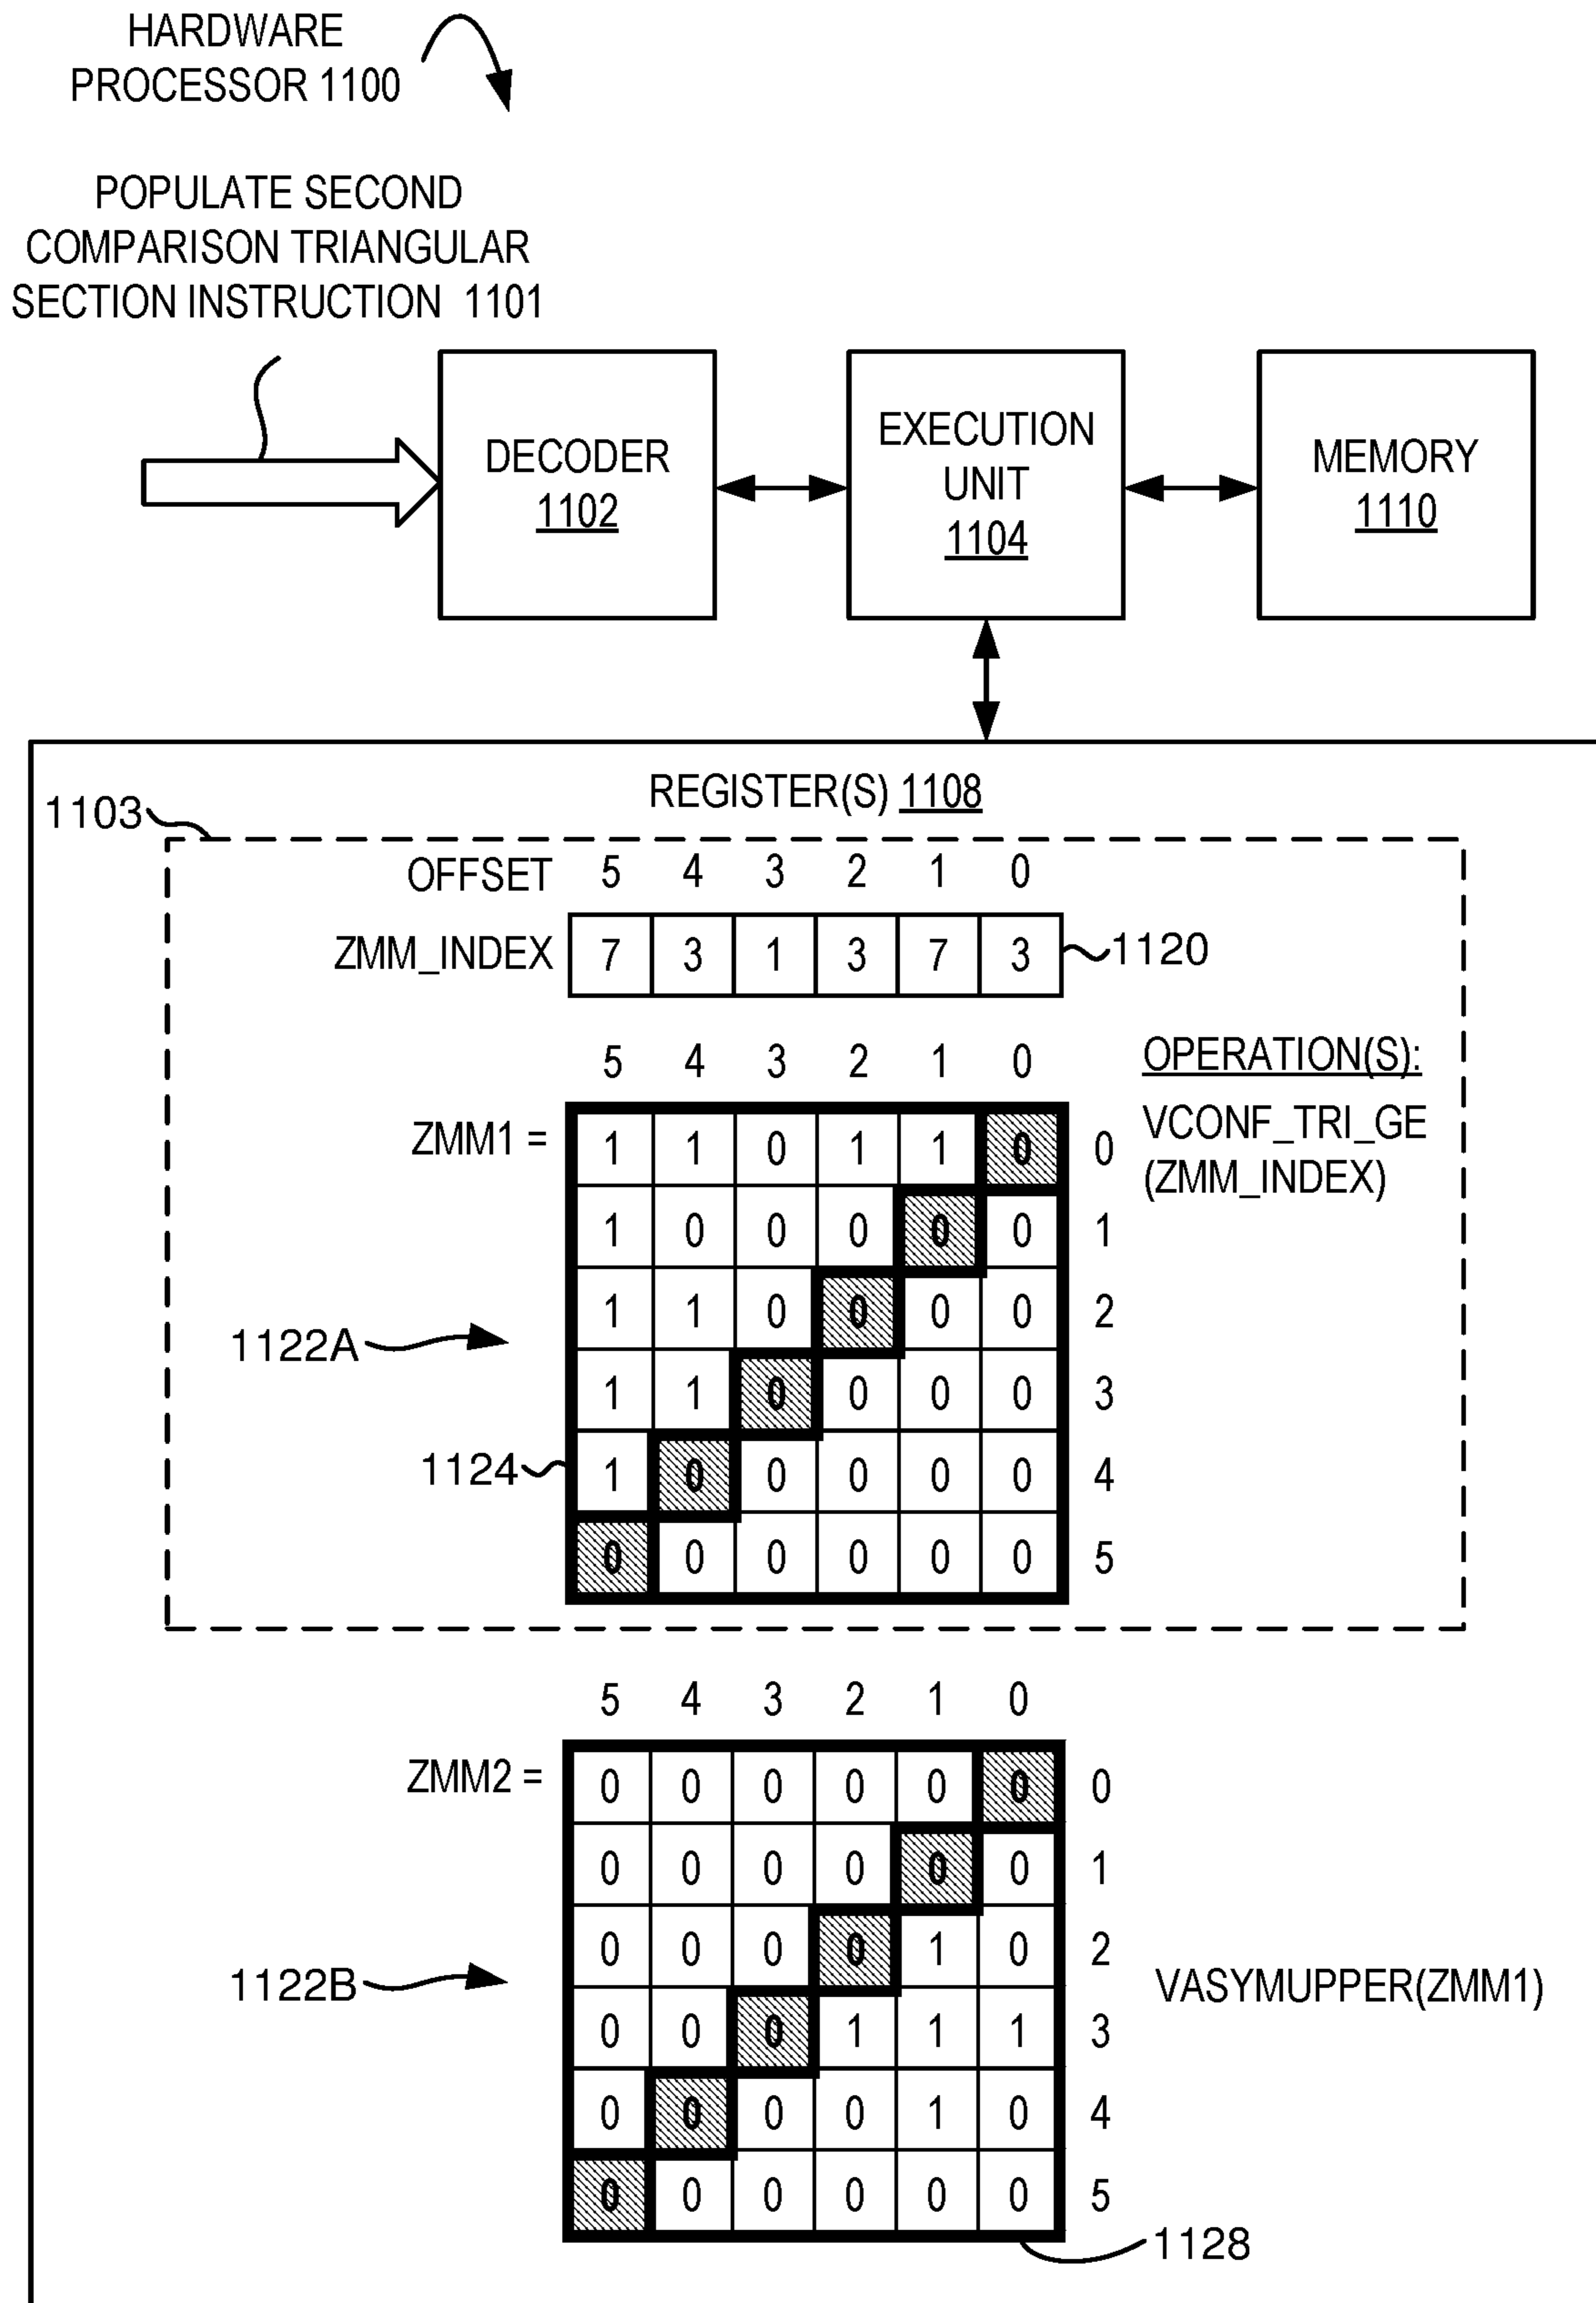 HARDWARE
PROCESSOR 1100
POPULATE SECOND
COMPARISON TRIANGULAR
SECTION INSTRUCTION 1101
DECODER
1102
EXECUTION
UNIT
1104
MEMORY
1110
REGISTER(S) 1108
1103
OFFSET 5 4 3 2 1 0
ZMM_INDEX 7 3 1 3 7 3 1120
5 4 3 2 1 0
OPERATION(S):
VCONF_TRI_GE
(ZMM_INDEX)
ZMM1 = 1 1 0 1 1 0 0
1 0 0 0 0 0 1
1 1 0 0 0 0 2
1122A
1 1 0 0 0 0 3
1124 1 0 0 0 0 0 4
0 0 0 0 0 0 5
5 4 3 2 1 0
ZMM2 = 0 0 0 0 0 0 0
0 0 0 0 0 0 1
0 0 0 0 1 0 2
1122B
VASYMUPPER(ZMM1)
0 0 0 1 1 1 3
0 0 0 0 1 0 4
0 0 0 0 0 0 5
1128